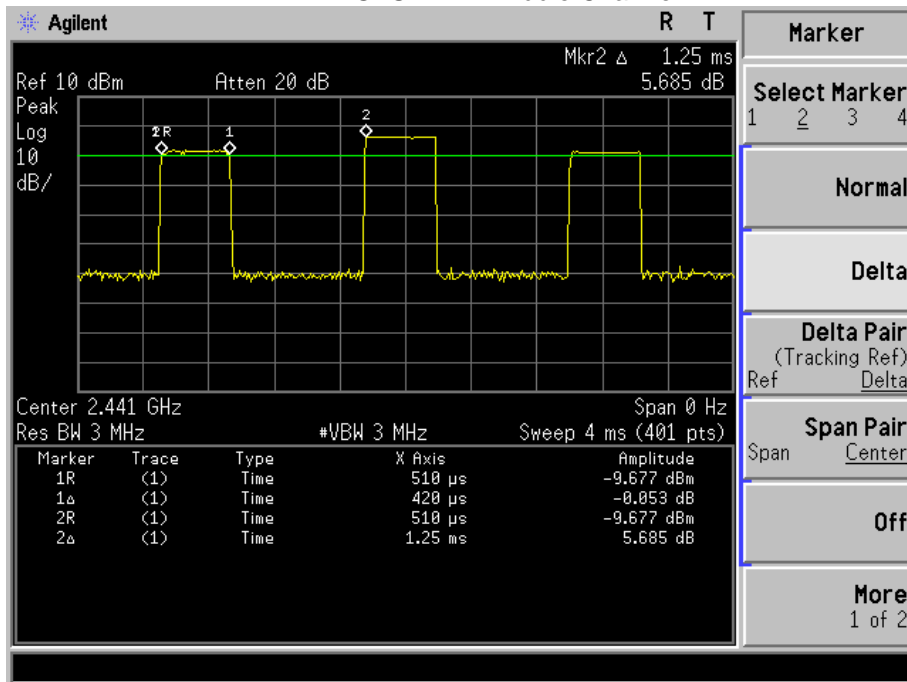 Agilent R T
Mkr2 Δ 1.25 ms
Ref 10 dBm Atten 20 dB 5.685 dB
Peak
Log
10
dB/
2R 1 2
Center 2.441 GHz Span 0 Hz
Res BW 3 MHz #VBW 3 MHz Sweep 4 ms (401 pts)
Marker Trace Type X Axis Amplitude
1R (1) Time 510 µs -9.677 dBm
1Δ (1) Time 420 µs -0.053 dB
2R (1) Time 510 µs -9.677 dBm
2Δ (1) Time 1.25 ms 5.685 dB
Marker
Select Marker
1 2 3 4
Normal
Delta
Delta Pair
(Tracking Ref)
Ref Delta
Span Pair
Span Center
Off
More
1 of 2